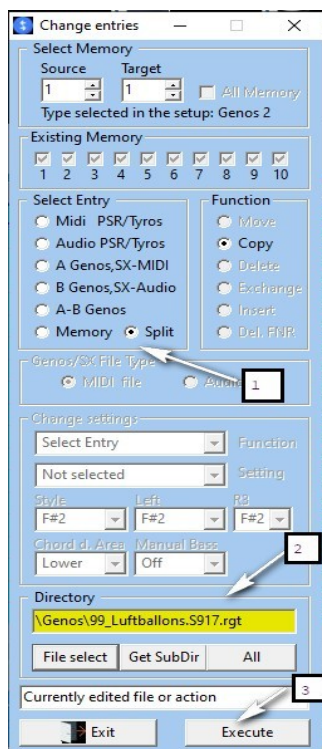 Change entries
Select Memory
Source Target
1 1 All Memory
Type selected in the setup: Genos 2
Existing Memory
1 2 3 4 5 6 7 8 9 10
Select Entry
Midi PSR/Tyros
Audio PSR/Tyros
A Genos,SX-MIDI
B Genos,SX-Audio
A-B Genos
Memory Split
Function
Move
Copy
Delete
Exchange
Insert
Del. FNR
1
Genos/SX File Type
MIDI file
Change settings
Select Entry Function
Not selected Setting
Style Left R3
F#2 F#2 F#2
Chord d. Area Manual Bass
Lower Off
2
Directory
\Genos\99_Luftballons.S917.rgt
File select Get SubDir All
3
Currently edited file or action
Exit Execute